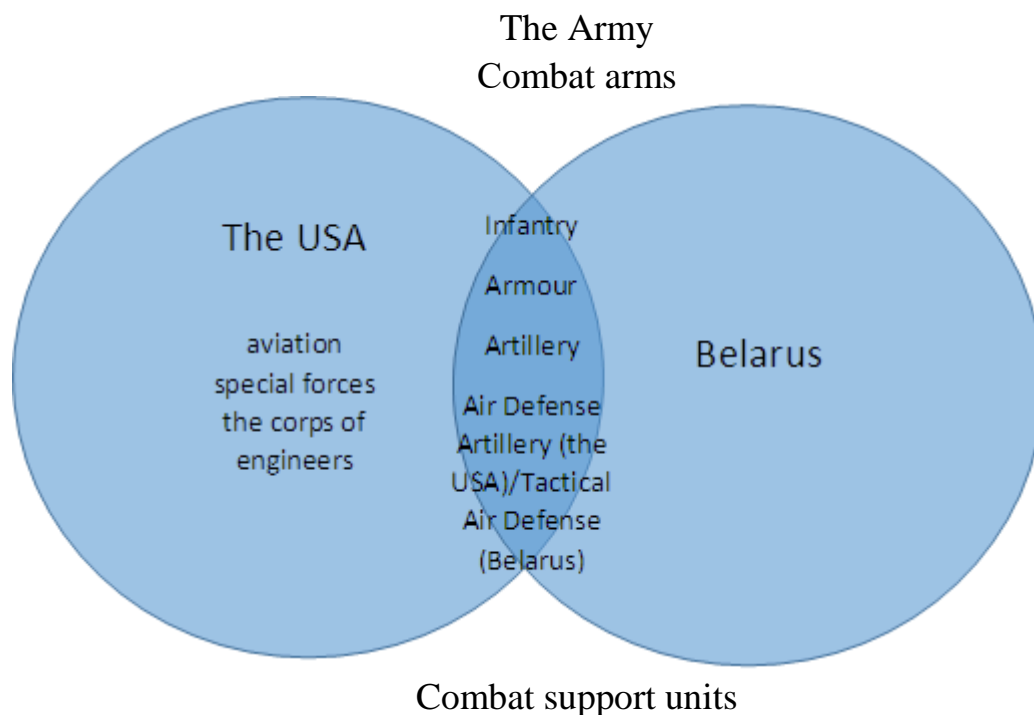 The Army
Combat arms
The USA
aviation
special forces
the corps of
engineers
Infantry
Armour
Artillery
Air Defense
Artillery (the
USA)/Tactical
Air Defense
(Belarus)
Belarus
Combat support units